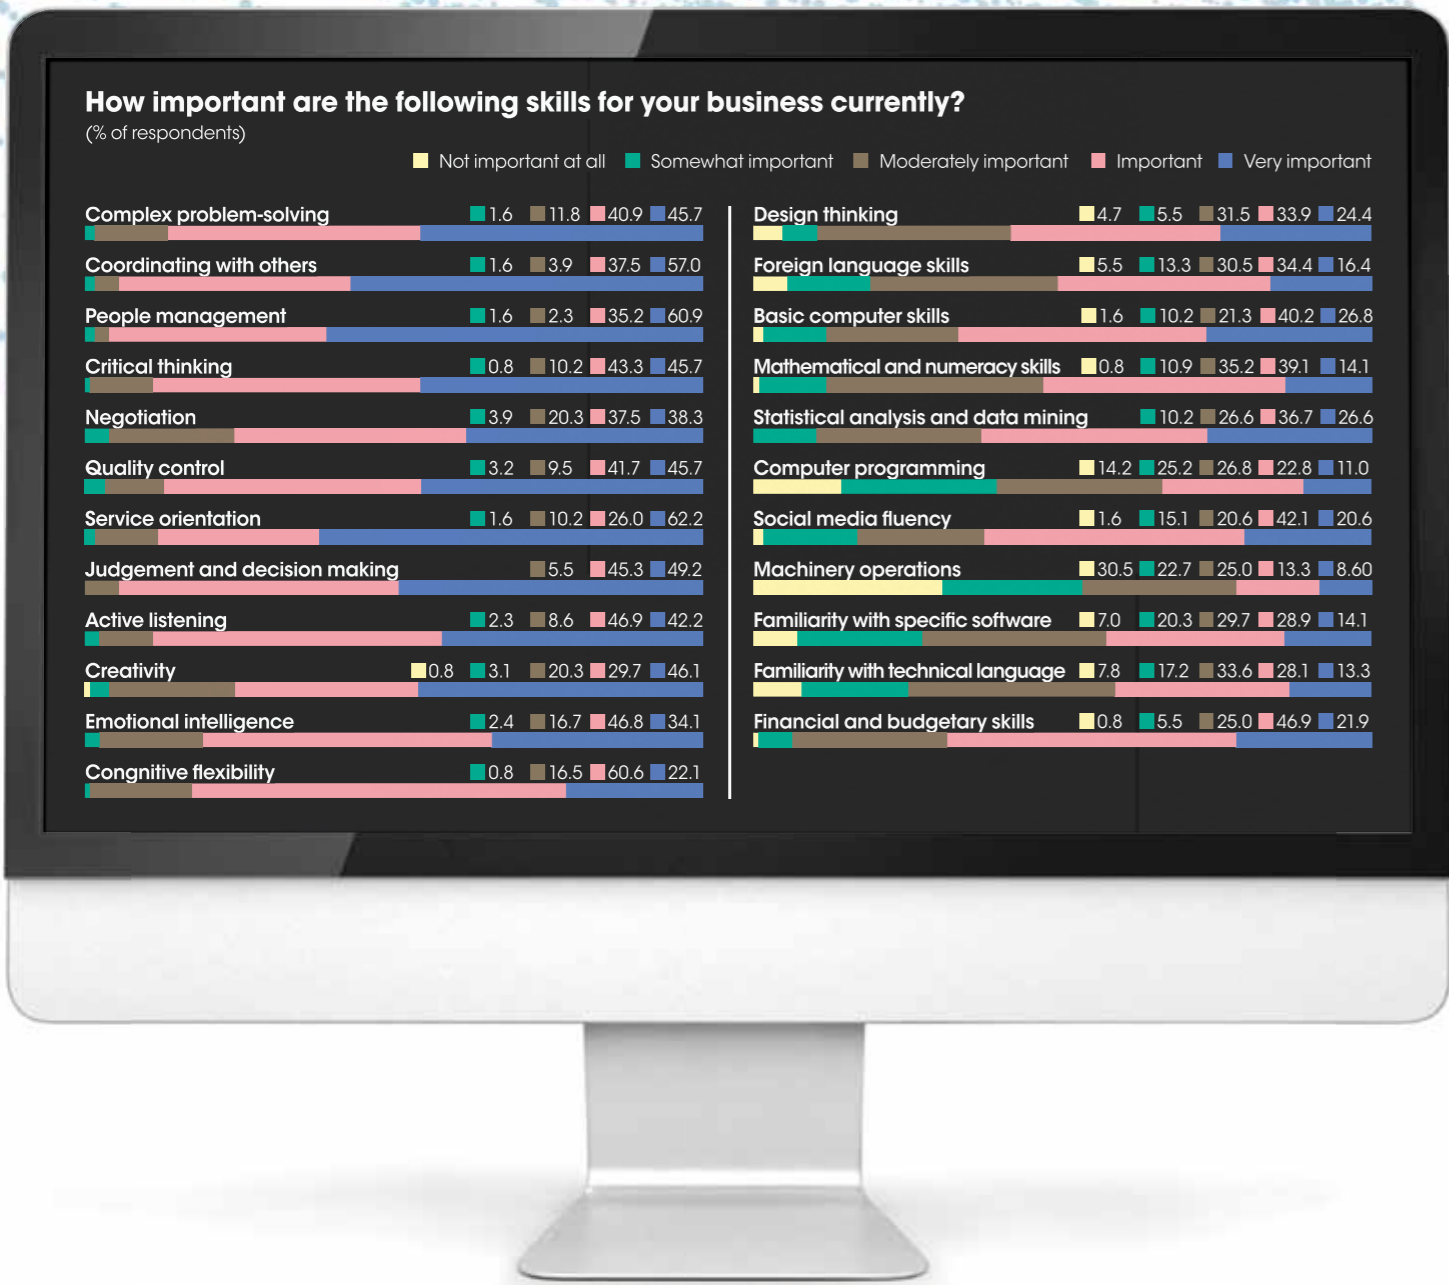 How important are the following skills for your business currently?
(% of respondents)
Not important at all Somewhat important Moderately important Important Very important
Complex problem-solving 1.6 11.8 40.9 45.7
Coordinating with others 1.6 3.9 37.5 57.0
People management 1.6 2.3 35.2 60.9
Critical thinking 0.8 10.2 43.3 45.7
Negotiation 3.9 20.3 37.5 38.3
Quality control 3.2 9.5 41.7 45.7
Service orientation 1.6 10.2 26.0 62.2
Judgement and decision making 5.5 45.3 49.2
Active listening 2.3 8.6 46.9 42.2
Creativity 0.8 3.1 20.3 29.7 46.1
Emotional intelligence 2.4 16.7 46.8 34.1
Congnitive flexibility 0.8 16.5 60.6 22.1
Design thinking 4.7 5.5 31.5 33.9 24.4
Foreign language skills 5.5 13.3 30.5 34.4 16.4
Basic computer skills 1.6 10.2 21.3 40.2 26.8
Mathematical and numeracy skills 0.8 10.9 35.2 39.1 14.1
Statistical analysis and data mining 10.2 26.6 36.7 26.6
Computer programming 14.2 25.2 26.8 22.8 11.0
Social media fluency 1.6 15.1 20.6 42.1 20.6
Machinery operations 30.5 22.7 25.0 13.3 8.60
Familiarity with specific software 7.0 20.3 29.7 28.9 14.1
Familiarity with technical language 7.8 17.2 33.6 28.1 13.3
Financial and budgetary skills 0.8 5.5 25.0 46.9 21.9